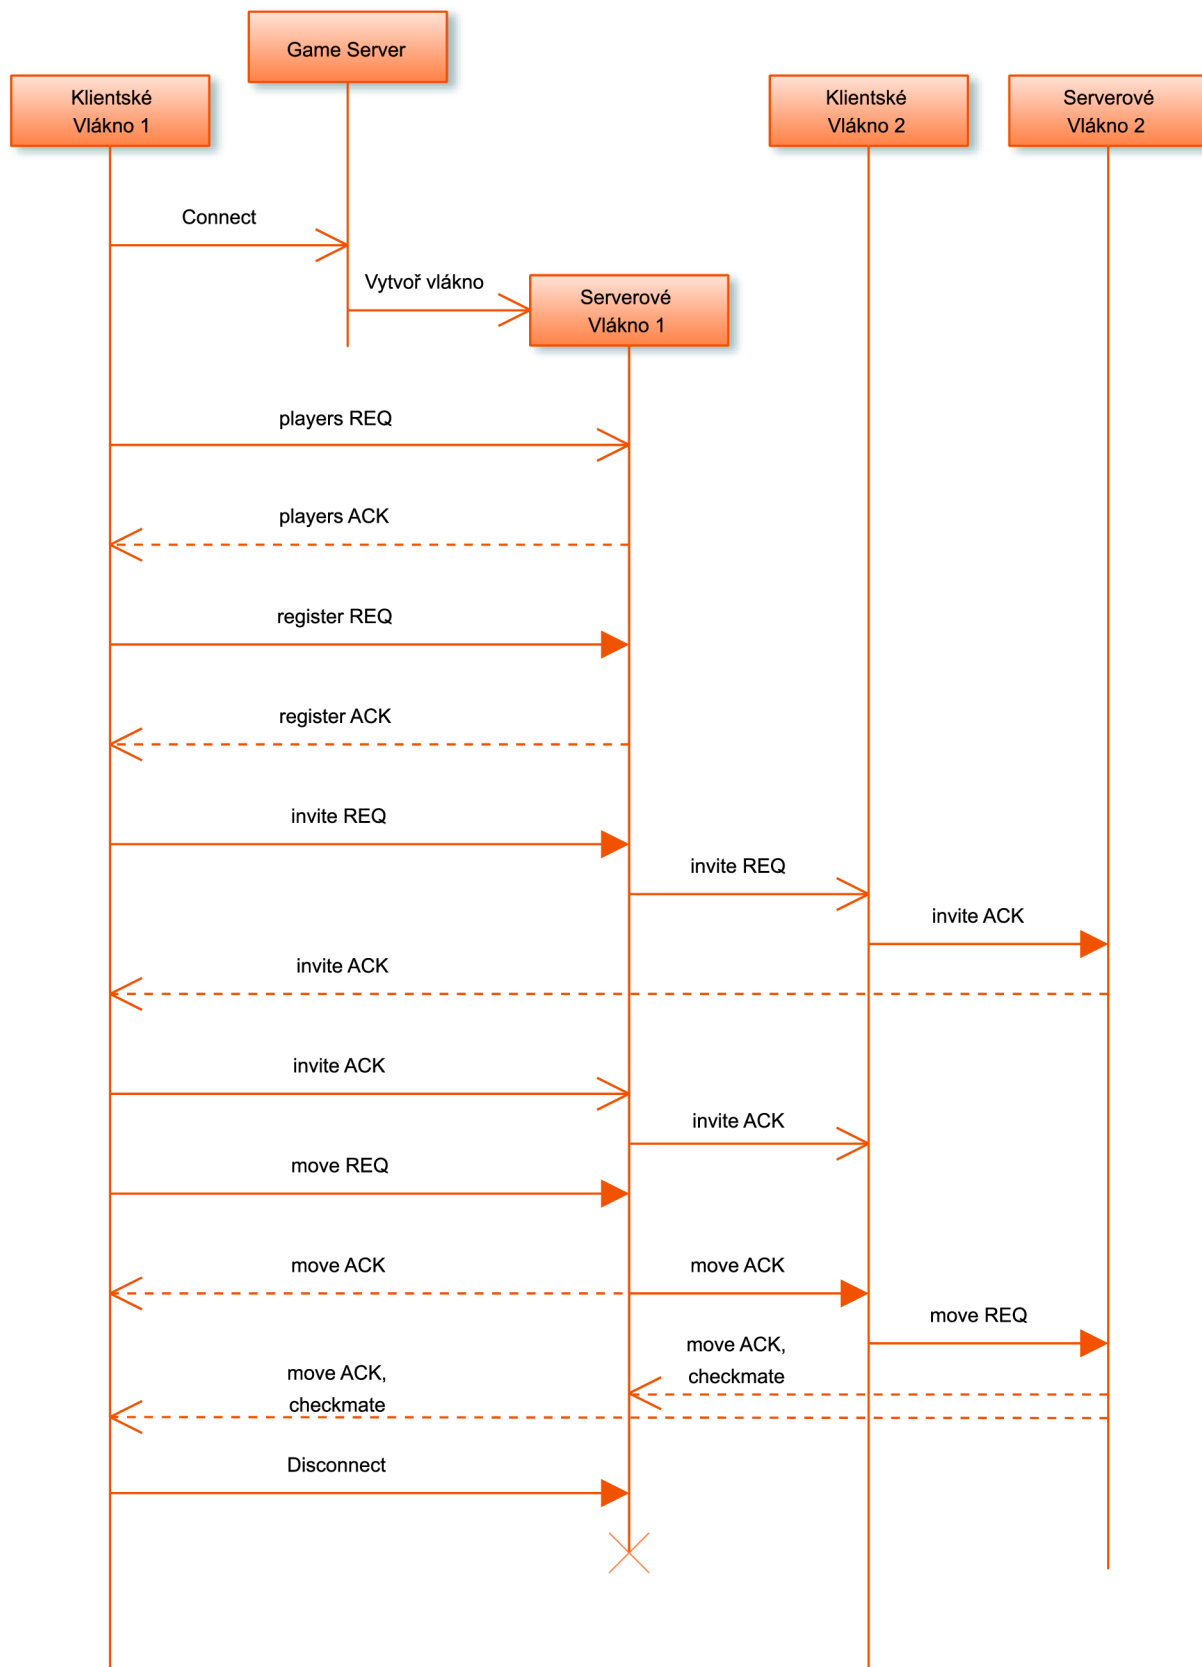 Game Server
Klientské
Vlákno 1
Klientské
Vlákno 2
Serverové
Vlákno 2
Connect
Vytvoř vlákno
Serverové
Vlákno 1
players REQ
players ACK
register REQ
register ACK
invite REQ
invite REQ
invite ACK
invite ACK
invite ACK
invite ACK
move REQ
move ACK
move ACK
move REQ
move ACK,
checkmate
move ACK,
checkmate
Disconnect